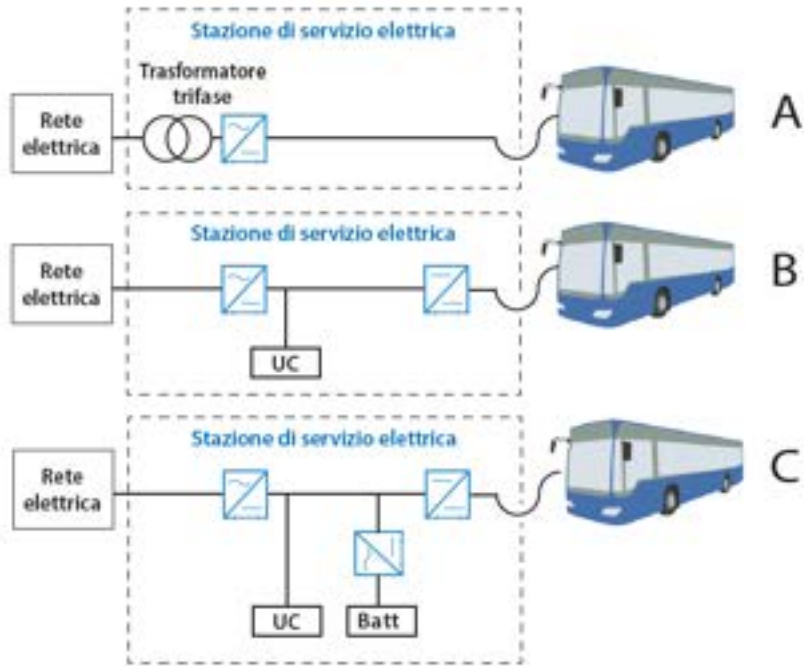 Stazione di servizio elettrica
Trasformatore
trifase
Rete
elettrica
A
Stazione di servizio elettrica
Rete
elettrica
B
UC
Stazione di servizio elettrica
Rete
elettrica
C
UC
Batt